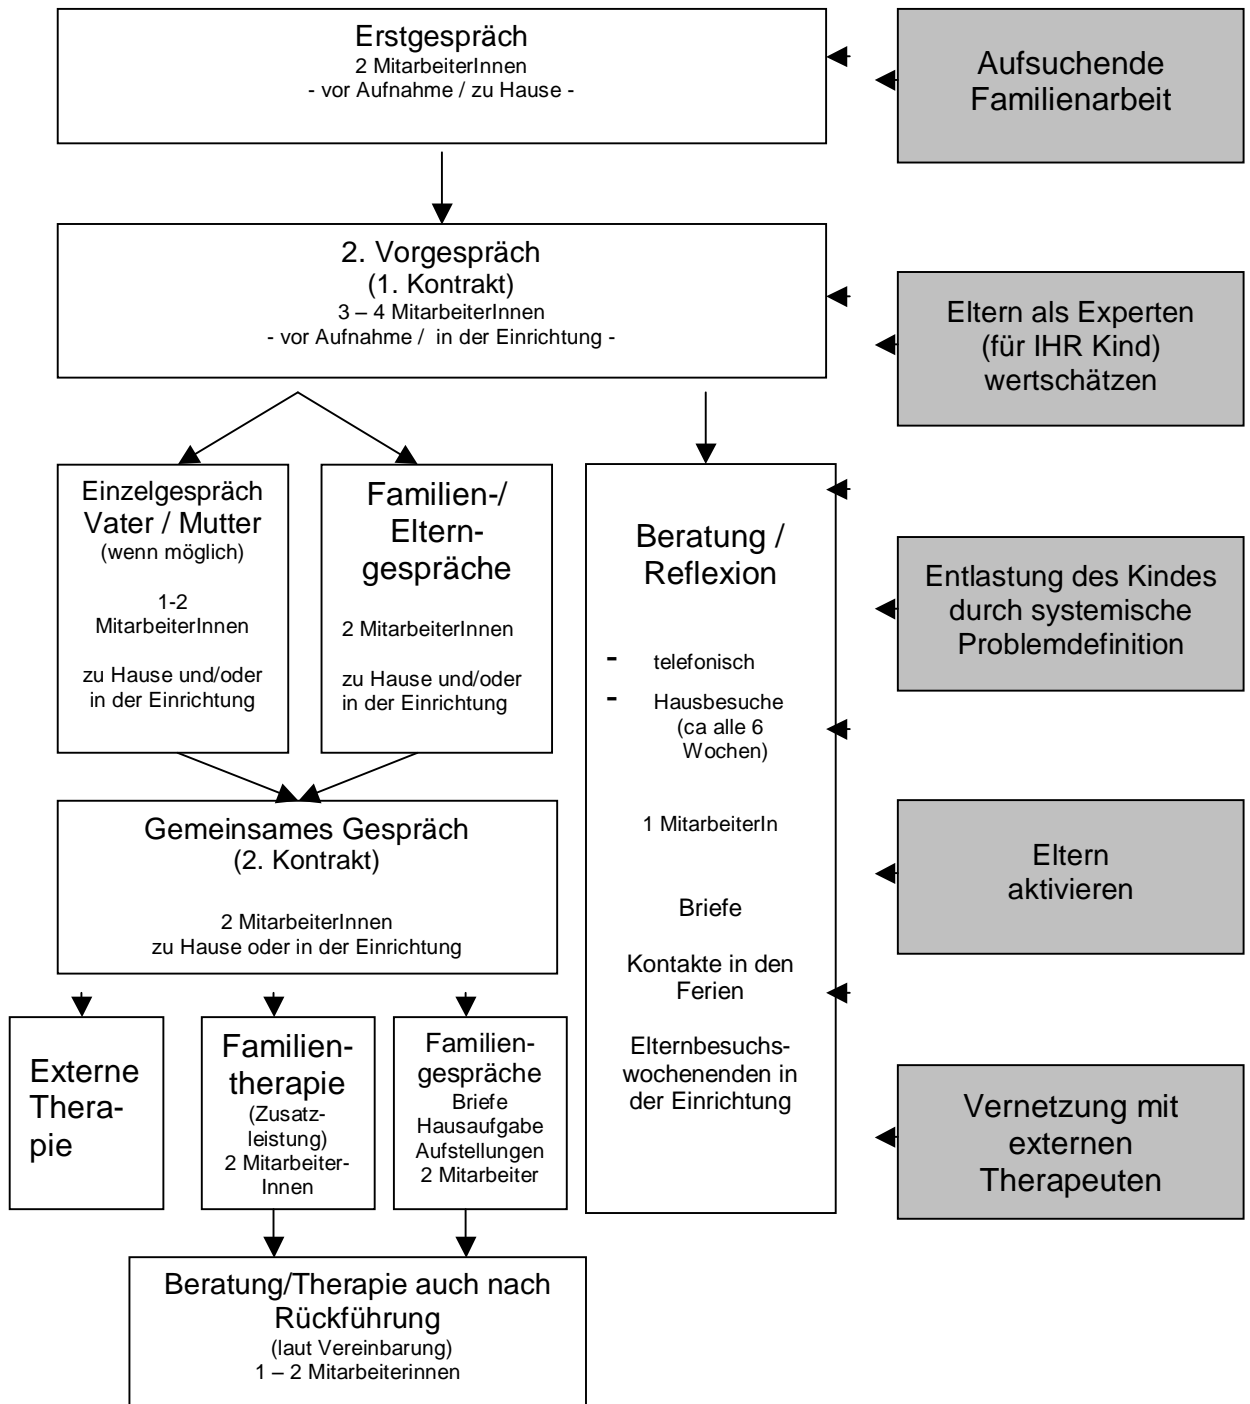 Erstgespräch
2 MitarbeiterInnen
- vor Aufnahme / zu Hause -
Aufsuchende
Familienarbeit
2. Vorgespräch
(1. Kontrakt)
3 – 4 MitarbeiterInnen
- vor Aufnahme / in der Einrichtung -
Eltern als Experten
(für IHR Kind)
wertschätzen
Einzelgespräch
Vater / Mutter
(wenn möglich)
1-2
MitarbeiterInnen
zu Hause und/oder
in der Einrichtung
Familien-/
Eltern-
gespräche
2 MitarbeiterInnen
zu Hause und/oder
in der Einrichtung
Beratung /
Reflexion
- telefonisch
- Hausbesuche
(ca alle 6
Wochen)
1 MitarbeiterIn
Briefe
Kontakte in den
Ferien
Elternbesuchs-
wochenenden in
der Einrichtung
Entlastung des Kindes
durch systemische
Problemdefinition
Gemeinsames Gespräch
(2. Kontrakt)
2 MitarbeiterInnen
zu Hause oder in der Einrichtung
Eltern
aktivieren
Externe
Thera-
pie
Familien-
therapie
(Zusatz-
leistung)
2 Mitarbeiter-
Innen
Familien-
gespräche
Briefe
Hausaufgabe
Aufstellungen
2 Mitarbeiter
Vernetzung mit
externen
Therapeuten
Beratung/Therapie auch nach
Rückführung
(laut Vereinbarung)
1 – 2 Mitarbeiterinnen